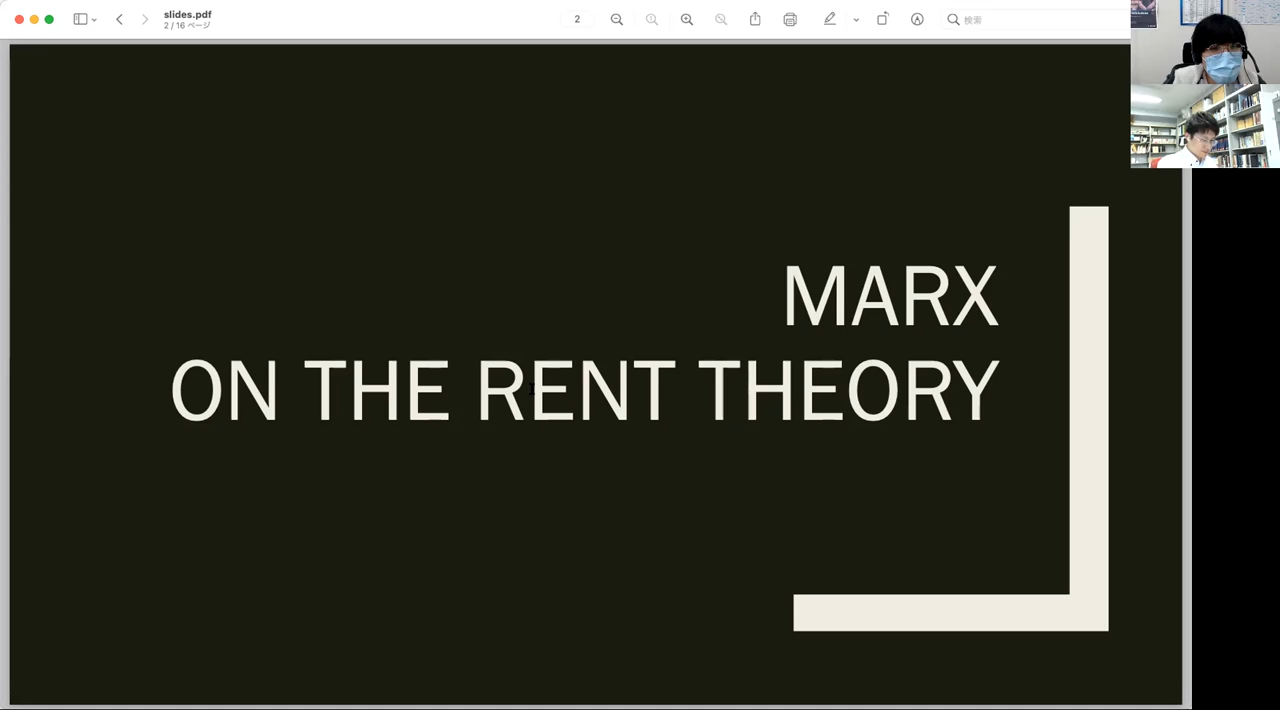 slides.pdf
2 / 16 ページ
2
検索
MARX
ON THE RENT THEORY